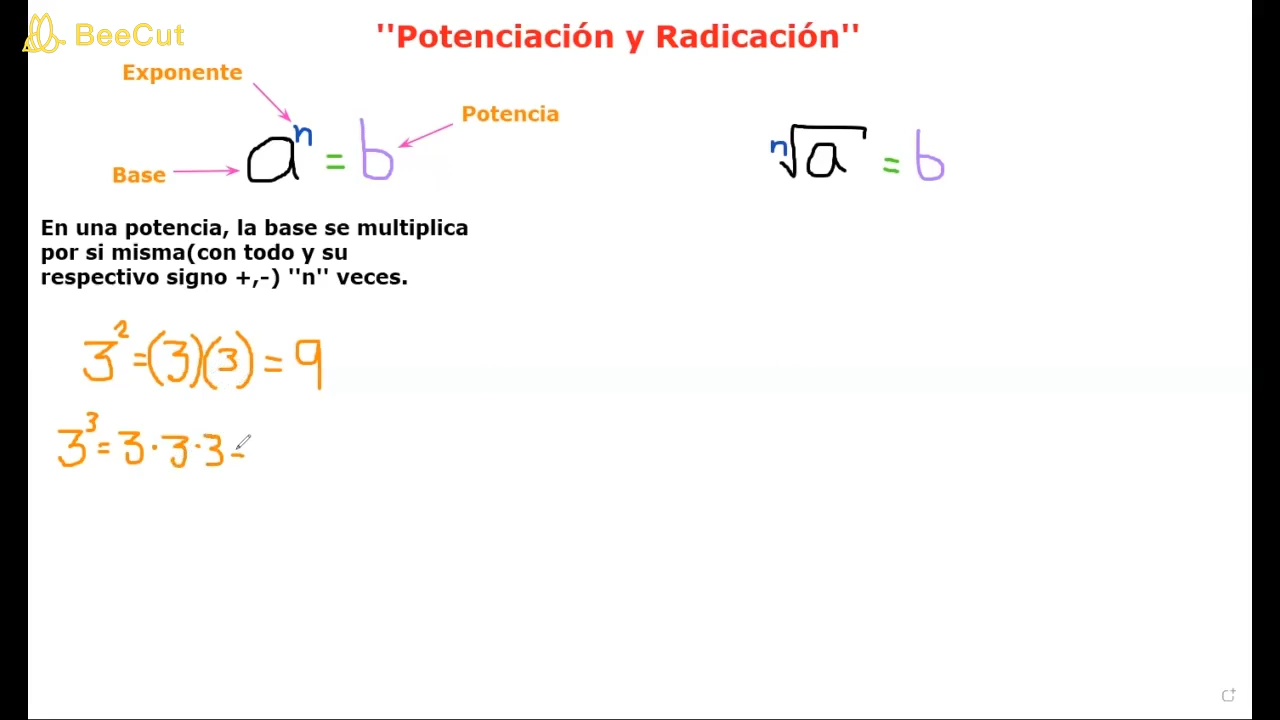 BeeCut
''Potenciación y Radicación''
Exponente
Potencia
aⁿ = b
ⁿ√a = b
Base
En una potencia, la base se multiplica
por si misma(con todo y su
respectivo signo +,-) ''n'' veces.
3² = (3)(3) = 9
3³ = 3 · 3 · 3 =